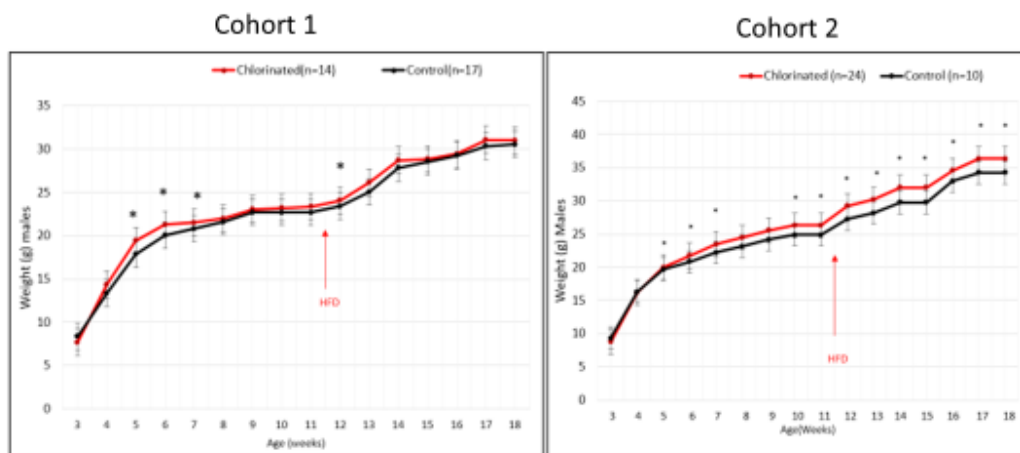 Cohort 1
Chlorinated(n=14) Control(n=17)
35
30
25
20
15
10
5
0
Weight (g) males
* * * *
HFD
3 4 5 6 7 8 9 10 11 12 13 14 15 16 17 18
Age (weeks)
Cohort 2
Chlorinated (n=24) Control (n=10)
45
40
35
30
25
20
15
10
5
0
Weight (g) Males
* * * * * * * * * * * *
HFD
3 4 5 6 7 8 9 10 11 12 13 14 15 16 17 18
Age(Weeks)